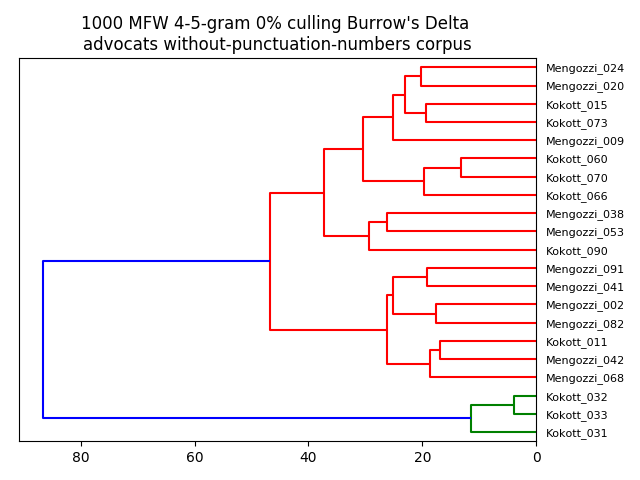 1000 MFW 4-5-gram 0% culling Burrow's Delta
advocats without-punctuation-numbers corpus
Mengozzi_024
Mengozzi_020
Kokott_015
Kokott_073
Mengozzi_009
Kokott_060
Kokott_070
Kokott_066
Mengozzi_038
Mengozzi_053
Kokott_090
Mengozzi_091
Mengozzi_041
Mengozzi_002
Mengozzi_082
Kokott_011
Mengozzi_042
Mengozzi_068
Kokott_032
Kokott_033
Kokott_031
80 60 40 20 0